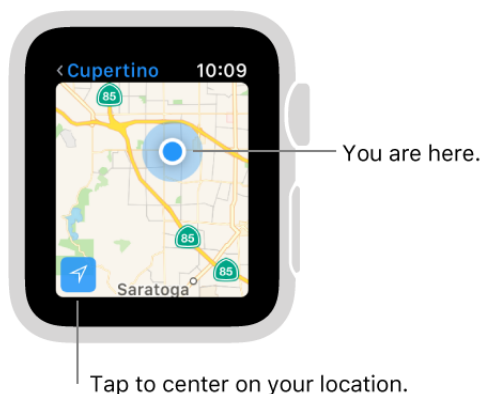 <Cupertino 10:09
85
You are here.
85
85
Saratoga
Tap to center on your location.